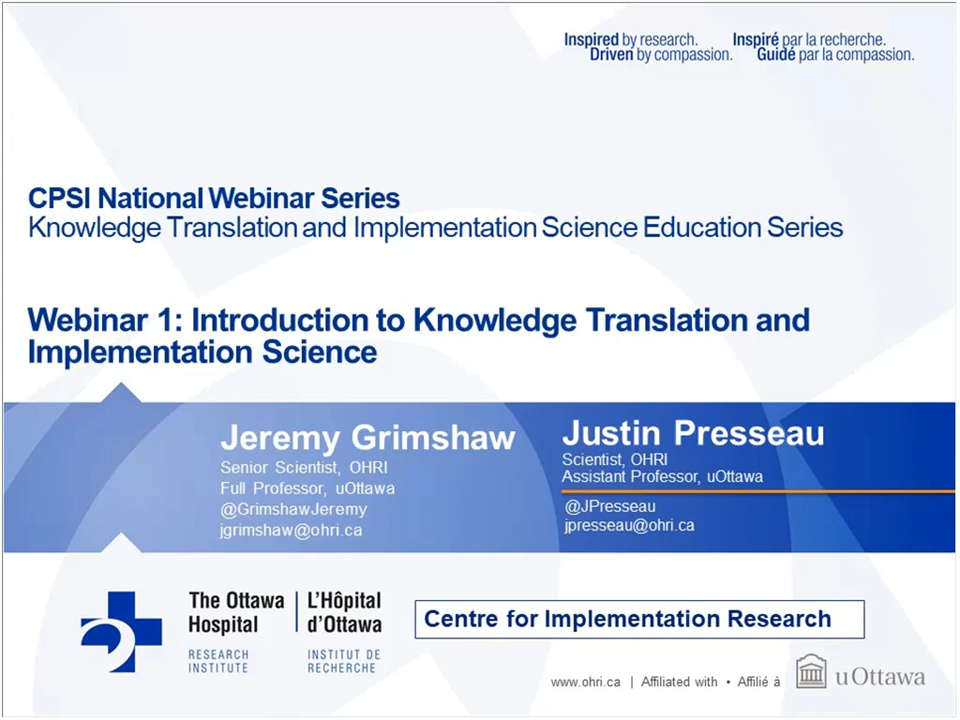 Inspired by research.
Driven by compassion.
Inspiré par la recherche.
Guidé par la compassion.
CPSI National Webinar Series
Knowledge Translation and Implementation Science Education Series
Webinar 1: Introduction to Knowledge Translation and
Implementation Science
Jeremy Grimshaw
Senior Scientist, OHRI
Full Professor, uOttawa
@GrimshawJeremy
jgrimshaw@ohri.ca
Justin Presseau
Scientist, OHRI
Assistant Professor, uOttawa
@JPresseau
jpresseau@ohri.ca
The Ottawa
Hospital
RESEARCH
INSTITUTE
L'Hôpital
d'Ottawa
INSTITUT DE
RECHERCHE
Centre for Implementation Research
www.ohri.ca | Affiliated with • Affilié à
uOttawa